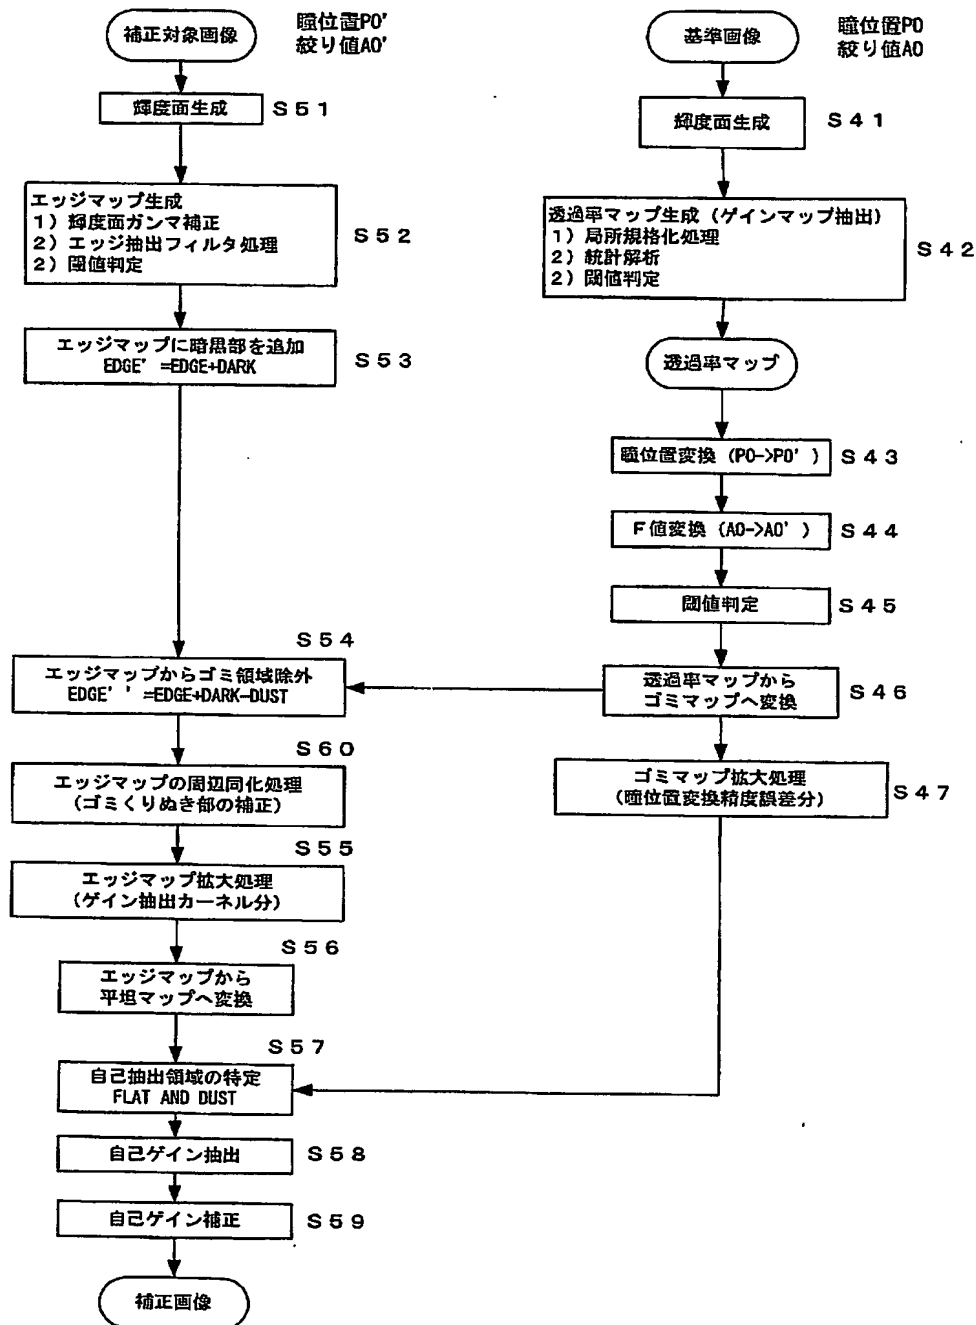 補正対象画像
瞳位置PO'
絞り値AO'
輝度面生成
S51
エッジマップ生成
1）輝度面ガンマ補正
2）エッジ抽出フィルタ処理
2）閾値判定
S52
エッジマップに暗黒部を追加
EDGE'=EDGE+DARK
S53
S54
エッジマップからゴミ領域除外
EDGE''=EDGE+DARK-DUST
S60
エッジマップの周辺同化処理
（ゴミくりぬき部の補正）
S55
エッジマップ拡大処理
（ゲイン抽出カーネル分）
S56
エッジマップから
平坦マップへ変換
S57
自己抽出領域の特定
FLAT AND DUST
自己ゲイン抽出
S58
自己ゲイン補正
S59
補正画像
基準画像
瞳位置PO
絞り値AO
輝度面生成
S41
透過率マップ生成（ゲインマップ抽出）
1）局所規格化処理
2）統計解析
2）閾値判定
S42
透過率マップ
瞳位置変換（PO->PO'）
S43
F値変換（AO->AO'）
S44
閾値判定
S45
透過率マップから
ゴミマップへ変換
S46
ゴミマップ拡大処理
（瞳位置変換精度誤差分）
S47